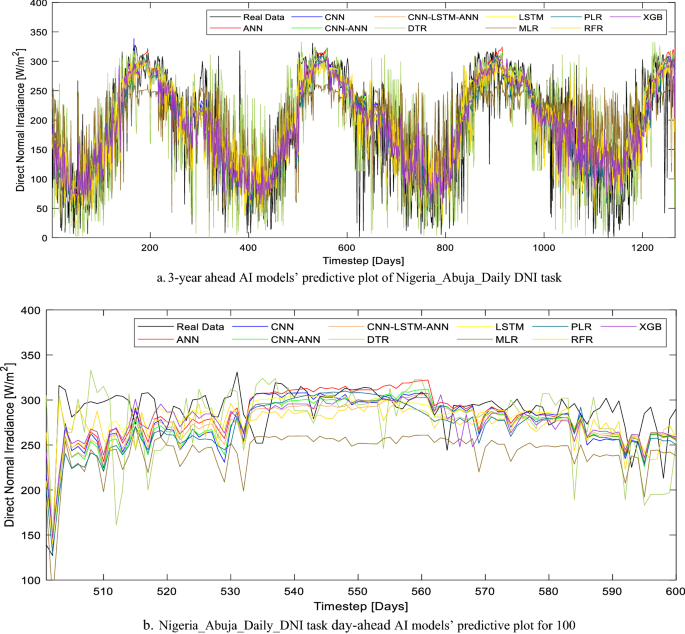 400
350
300
250
200
150
100
50
0
Direct Normal Irradiance [W/m²]
Real Data CNN CNN-LSTM-ANN LSTM PLR XGB
ANN CNN-ANN DTR MLR RFR
200 400 600 800 1000 1200
Timestep [Days]
a. 3-year ahead AI models' predictive plot of Nigeria_Abuja_Daily DNI task
400
350
300
250
200
150
100
Direct Normal Irradiance [W/m²]
Real Data CNN CNN-LSTM-ANN LSTM PLR XGB
ANN CNN-ANN DTR MLR RFR
510 520 530 540 550 560 570 580 590 600
Timestep [Days]
b. Nigeria_Abuja_Daily_DNI task day-ahead AI models' predictive plot for 100